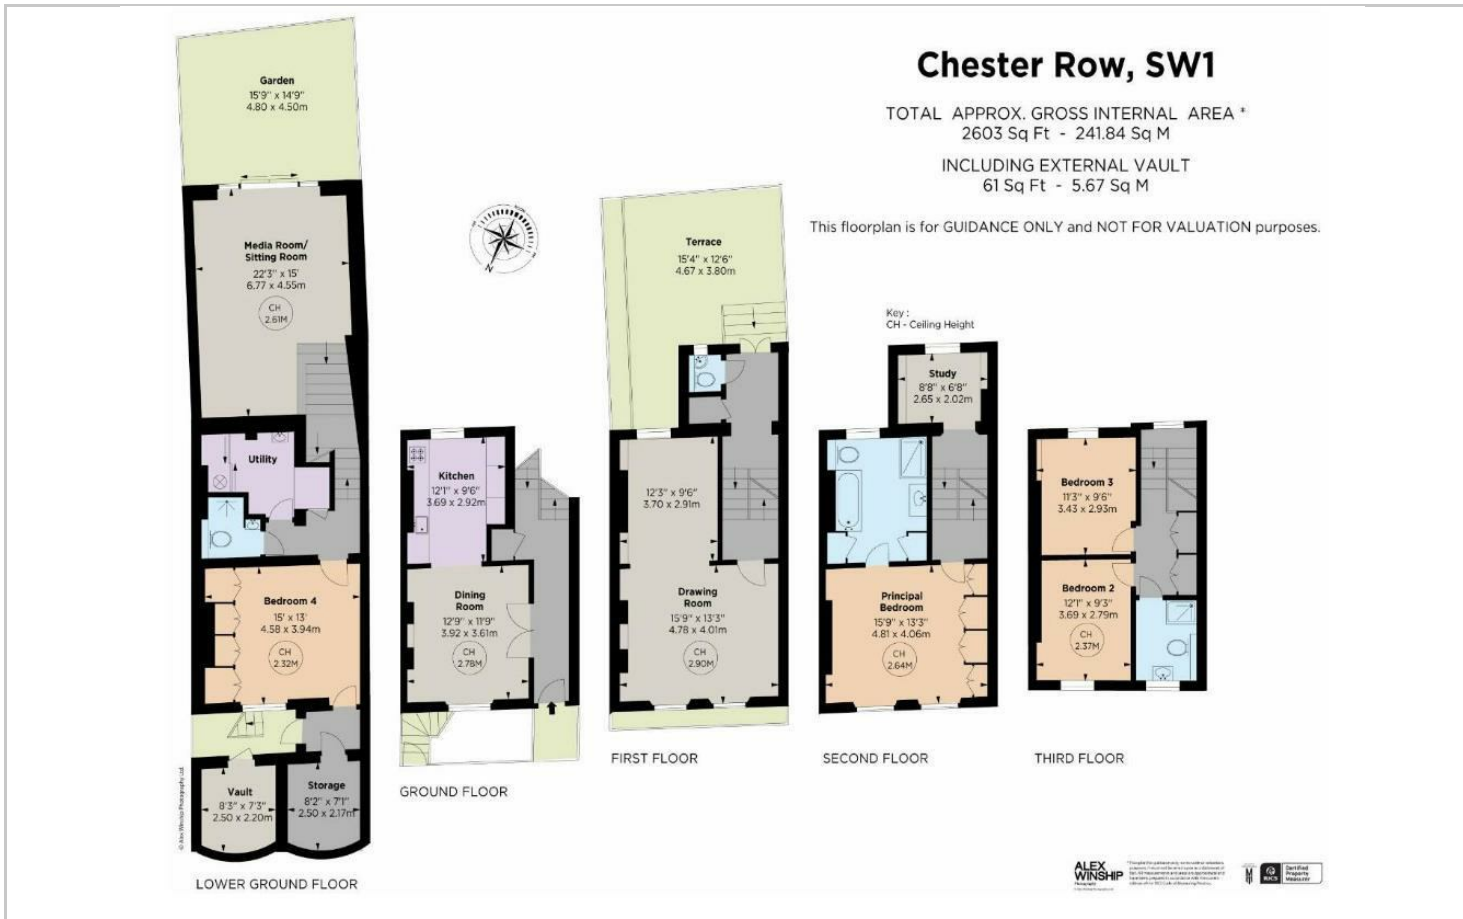 Chester Row, SW1
TOTAL APPROX. GROSS INTERNAL AREA *
2603 Sq Ft - 241.84 Sq M
INCLUDING EXTERNAL VAULT
61 Sq Ft - 5.67 Sq M
This floorplan is for GUIDANCE ONLY and NOT FOR VALUATION purposes.
Garden
15'9" x 14'9"
4.80 x 4.50m
Media Room/
Sitting Room
22'3" x 15'
6.77 x 4.55m
CH
2.61M
Utility
Bedroom 4
15' x 13'
4.58 x 3.94m
CH
2.32M
Vault
8'3" x 7'3"
2.50 x 2.20m
Storage
8'2" x 7'1"
2.50 x 2.17m
© Alex Winship Photography Ltd
LOWER GROUND FLOOR
N
Kitchen
12'1" x 9'6"
3.69 x 2.92m
Dining
Room
12'9" x 11'9"
3.92 x 3.61m
CH
2.78M
GROUND FLOOR
Terrace
15'4" x 12'6"
4.67 x 3.80m
12'3" x 9'6"
3.70 x 2.91m
Drawing
Room
15'9" x 13'3"
4.78 x 4.01m
CH
2.90M
FIRST FLOOR
Key :
CH - Ceiling Height
Study
8'8" x 6'8"
2.65 x 2.02m
Principal
Bedroom
15'9" x 13'3"
4.81 x 4.06m
CH
2.64M
SECOND FLOOR
Bedroom 3
11'3" x 9'6"
3.43 x 2.93m
Bedroom 2
12'1" x 9'3"
3.69 x 2.79m
CH
2.37M
THIRD FLOOR
ALEX
WINSHIP
Photography
RICS
Certified
Property
Measurer